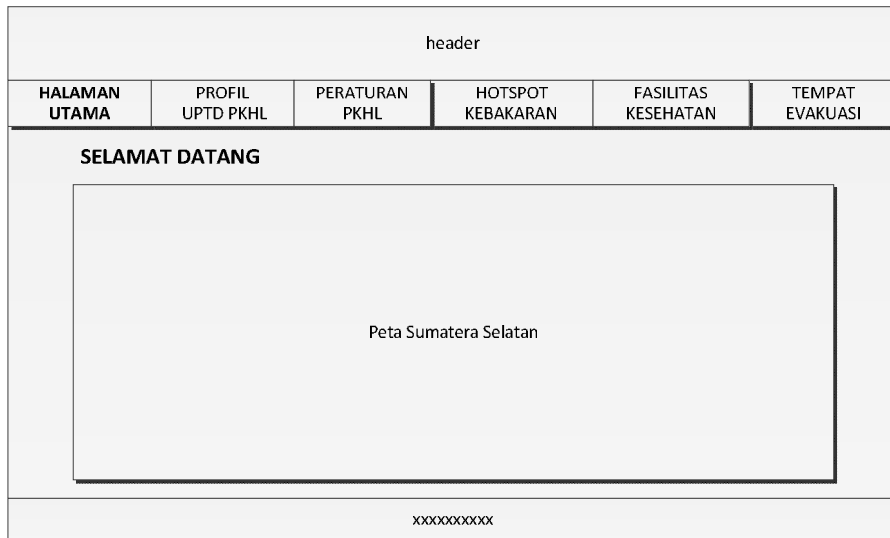 header
HALAMAN UTAMA
PROFIL UPTD PKHL
PERATURAN PKHL
HOTSPOT KEBAKARAN
FASILITAS KESEHATAN
TEMPAT EVAKUASI
SELAMAT DATANG
Peta Sumatera Selatan
xxxxxxxxxx